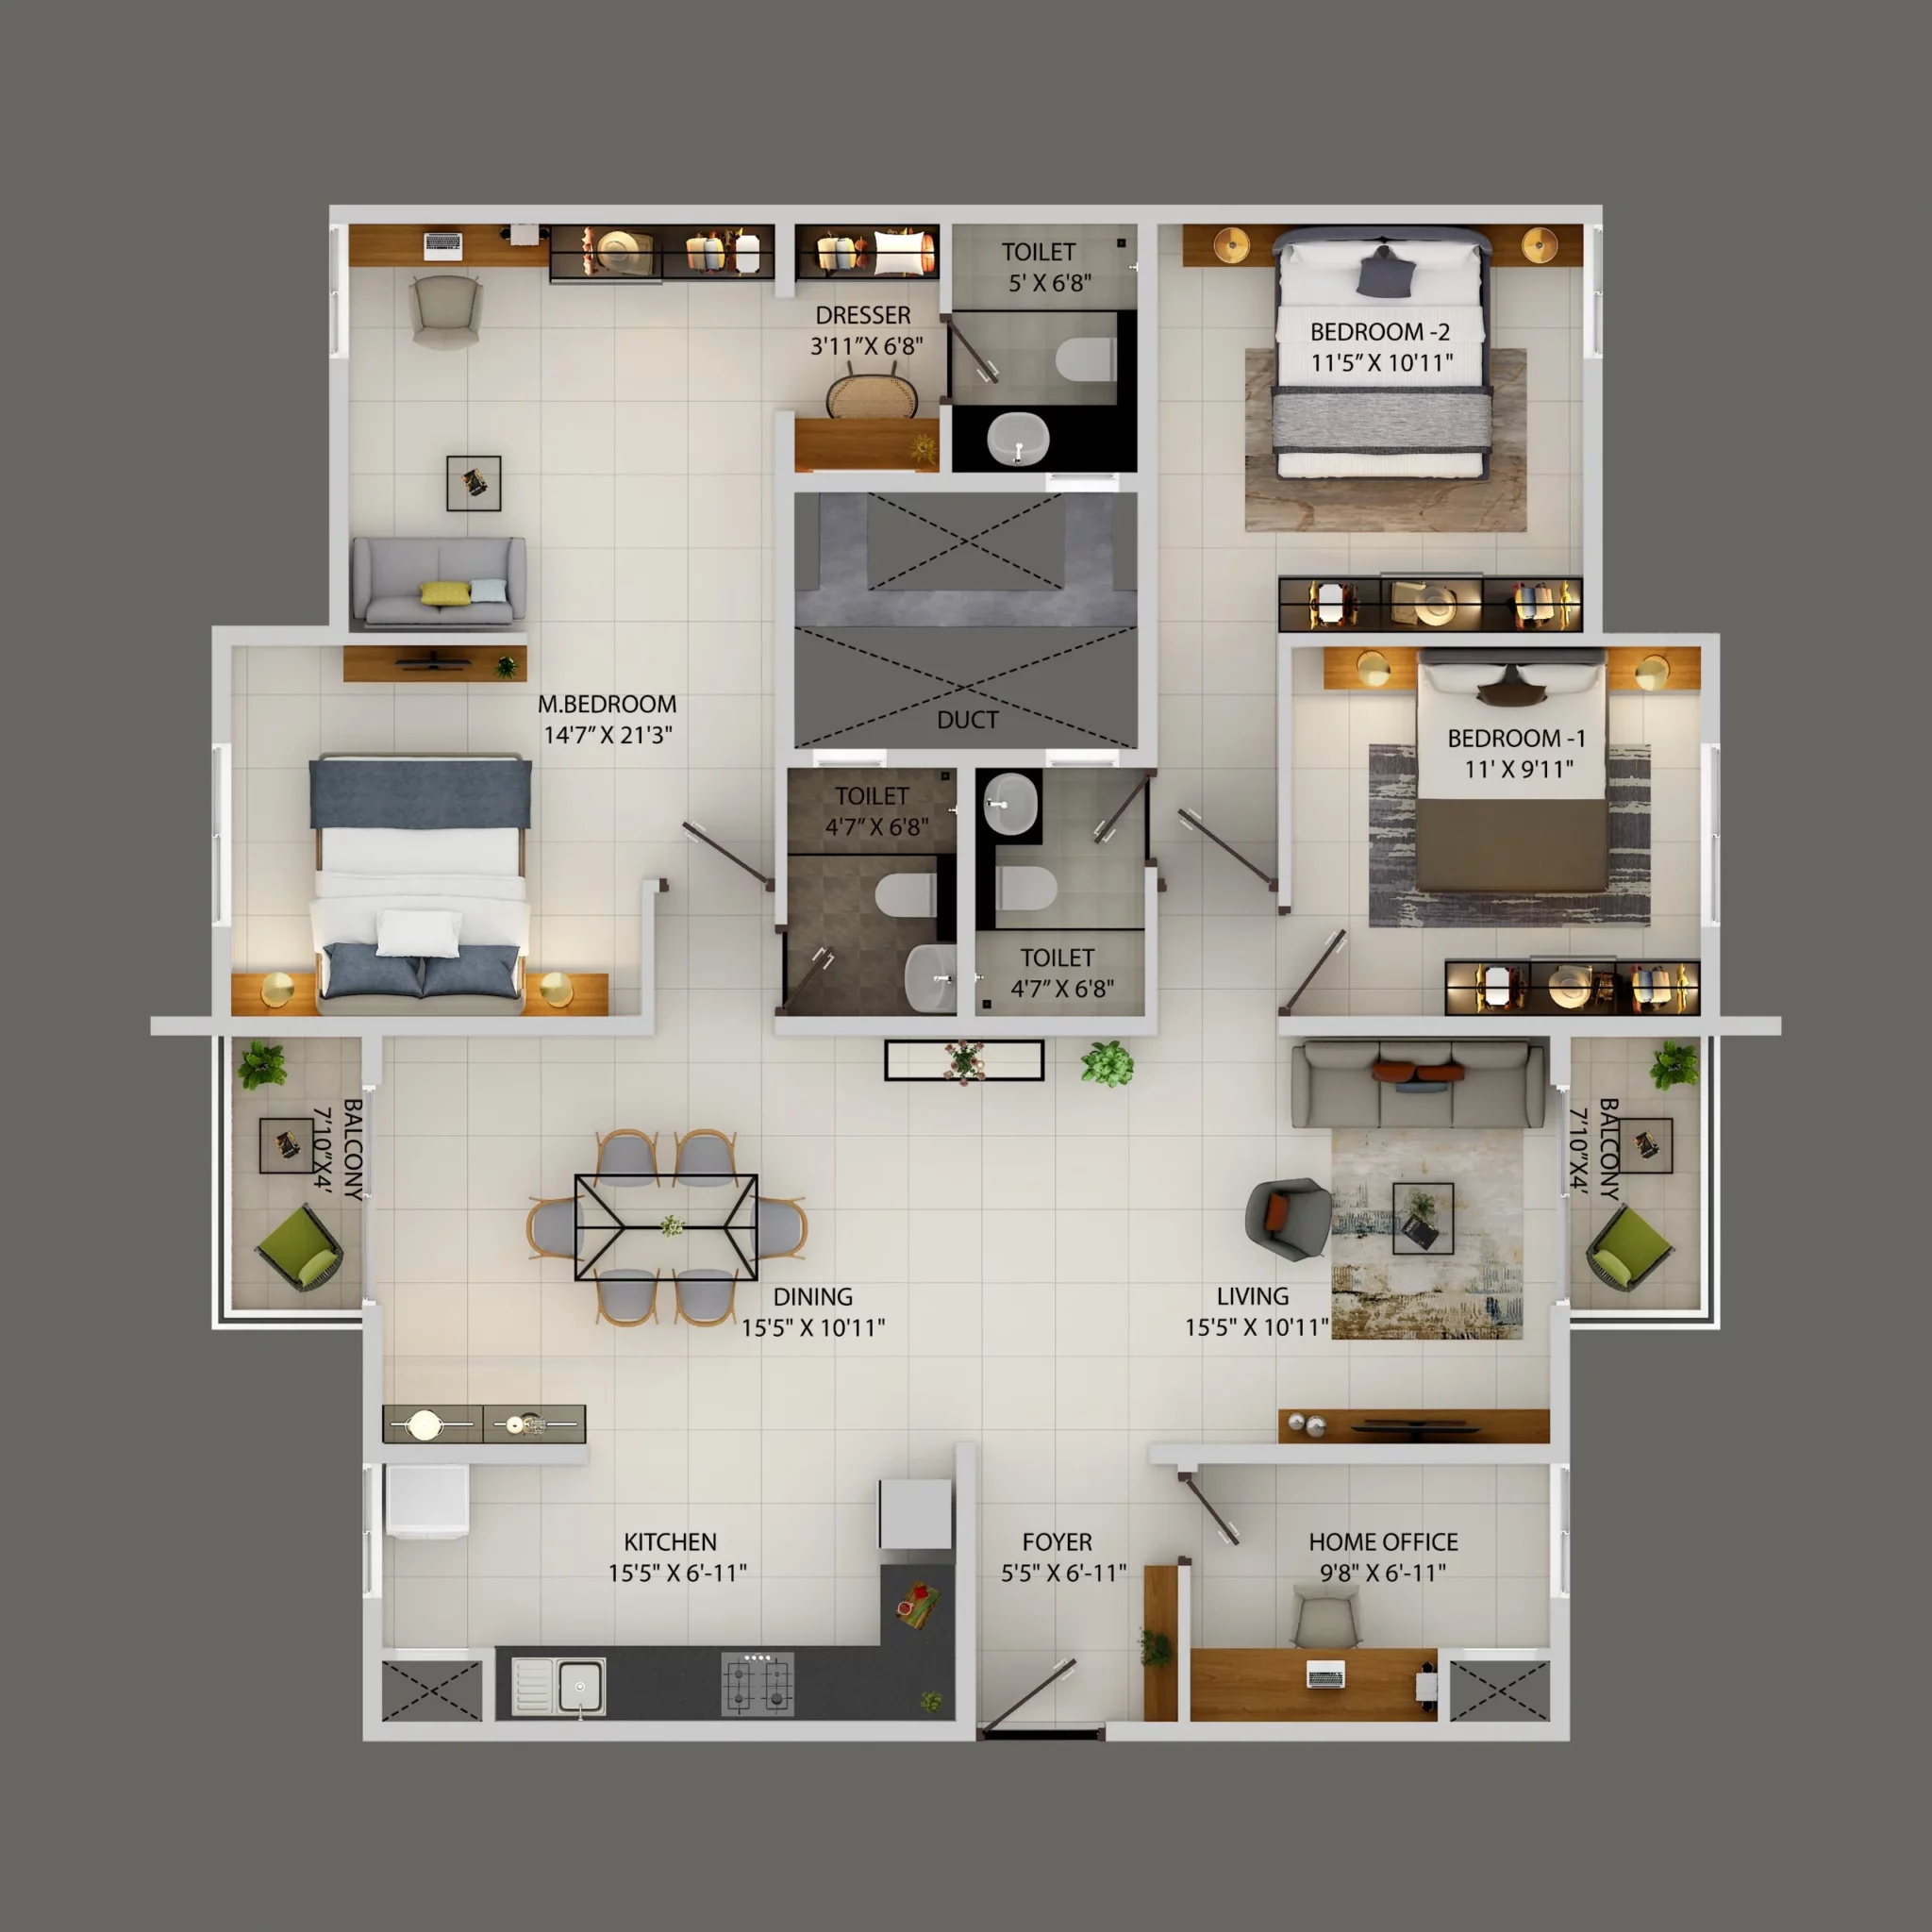 TOILET
5' X 6'8"
DRESSER
3'11” X 6'8"
BEDROOM -2
11'5” X 10'11"
M.BEDROOM
14'7” X 21'3"
DUCT
BEDROOM -1
11' X 9'11"
TOILET
4'7” X 6'8"
TOILET
4'7” X 6'8"
BALCONY
7'10”X4’
BALCONY
7'10”X4’
DINING
15'5" X 10'11"
LIVING
15'5" X 10'11"
KITCHEN
15'5" X 6'-11"
FOYER
5'5" X 6'-11"
HOME OFFICE
9'8" X 6'-11"